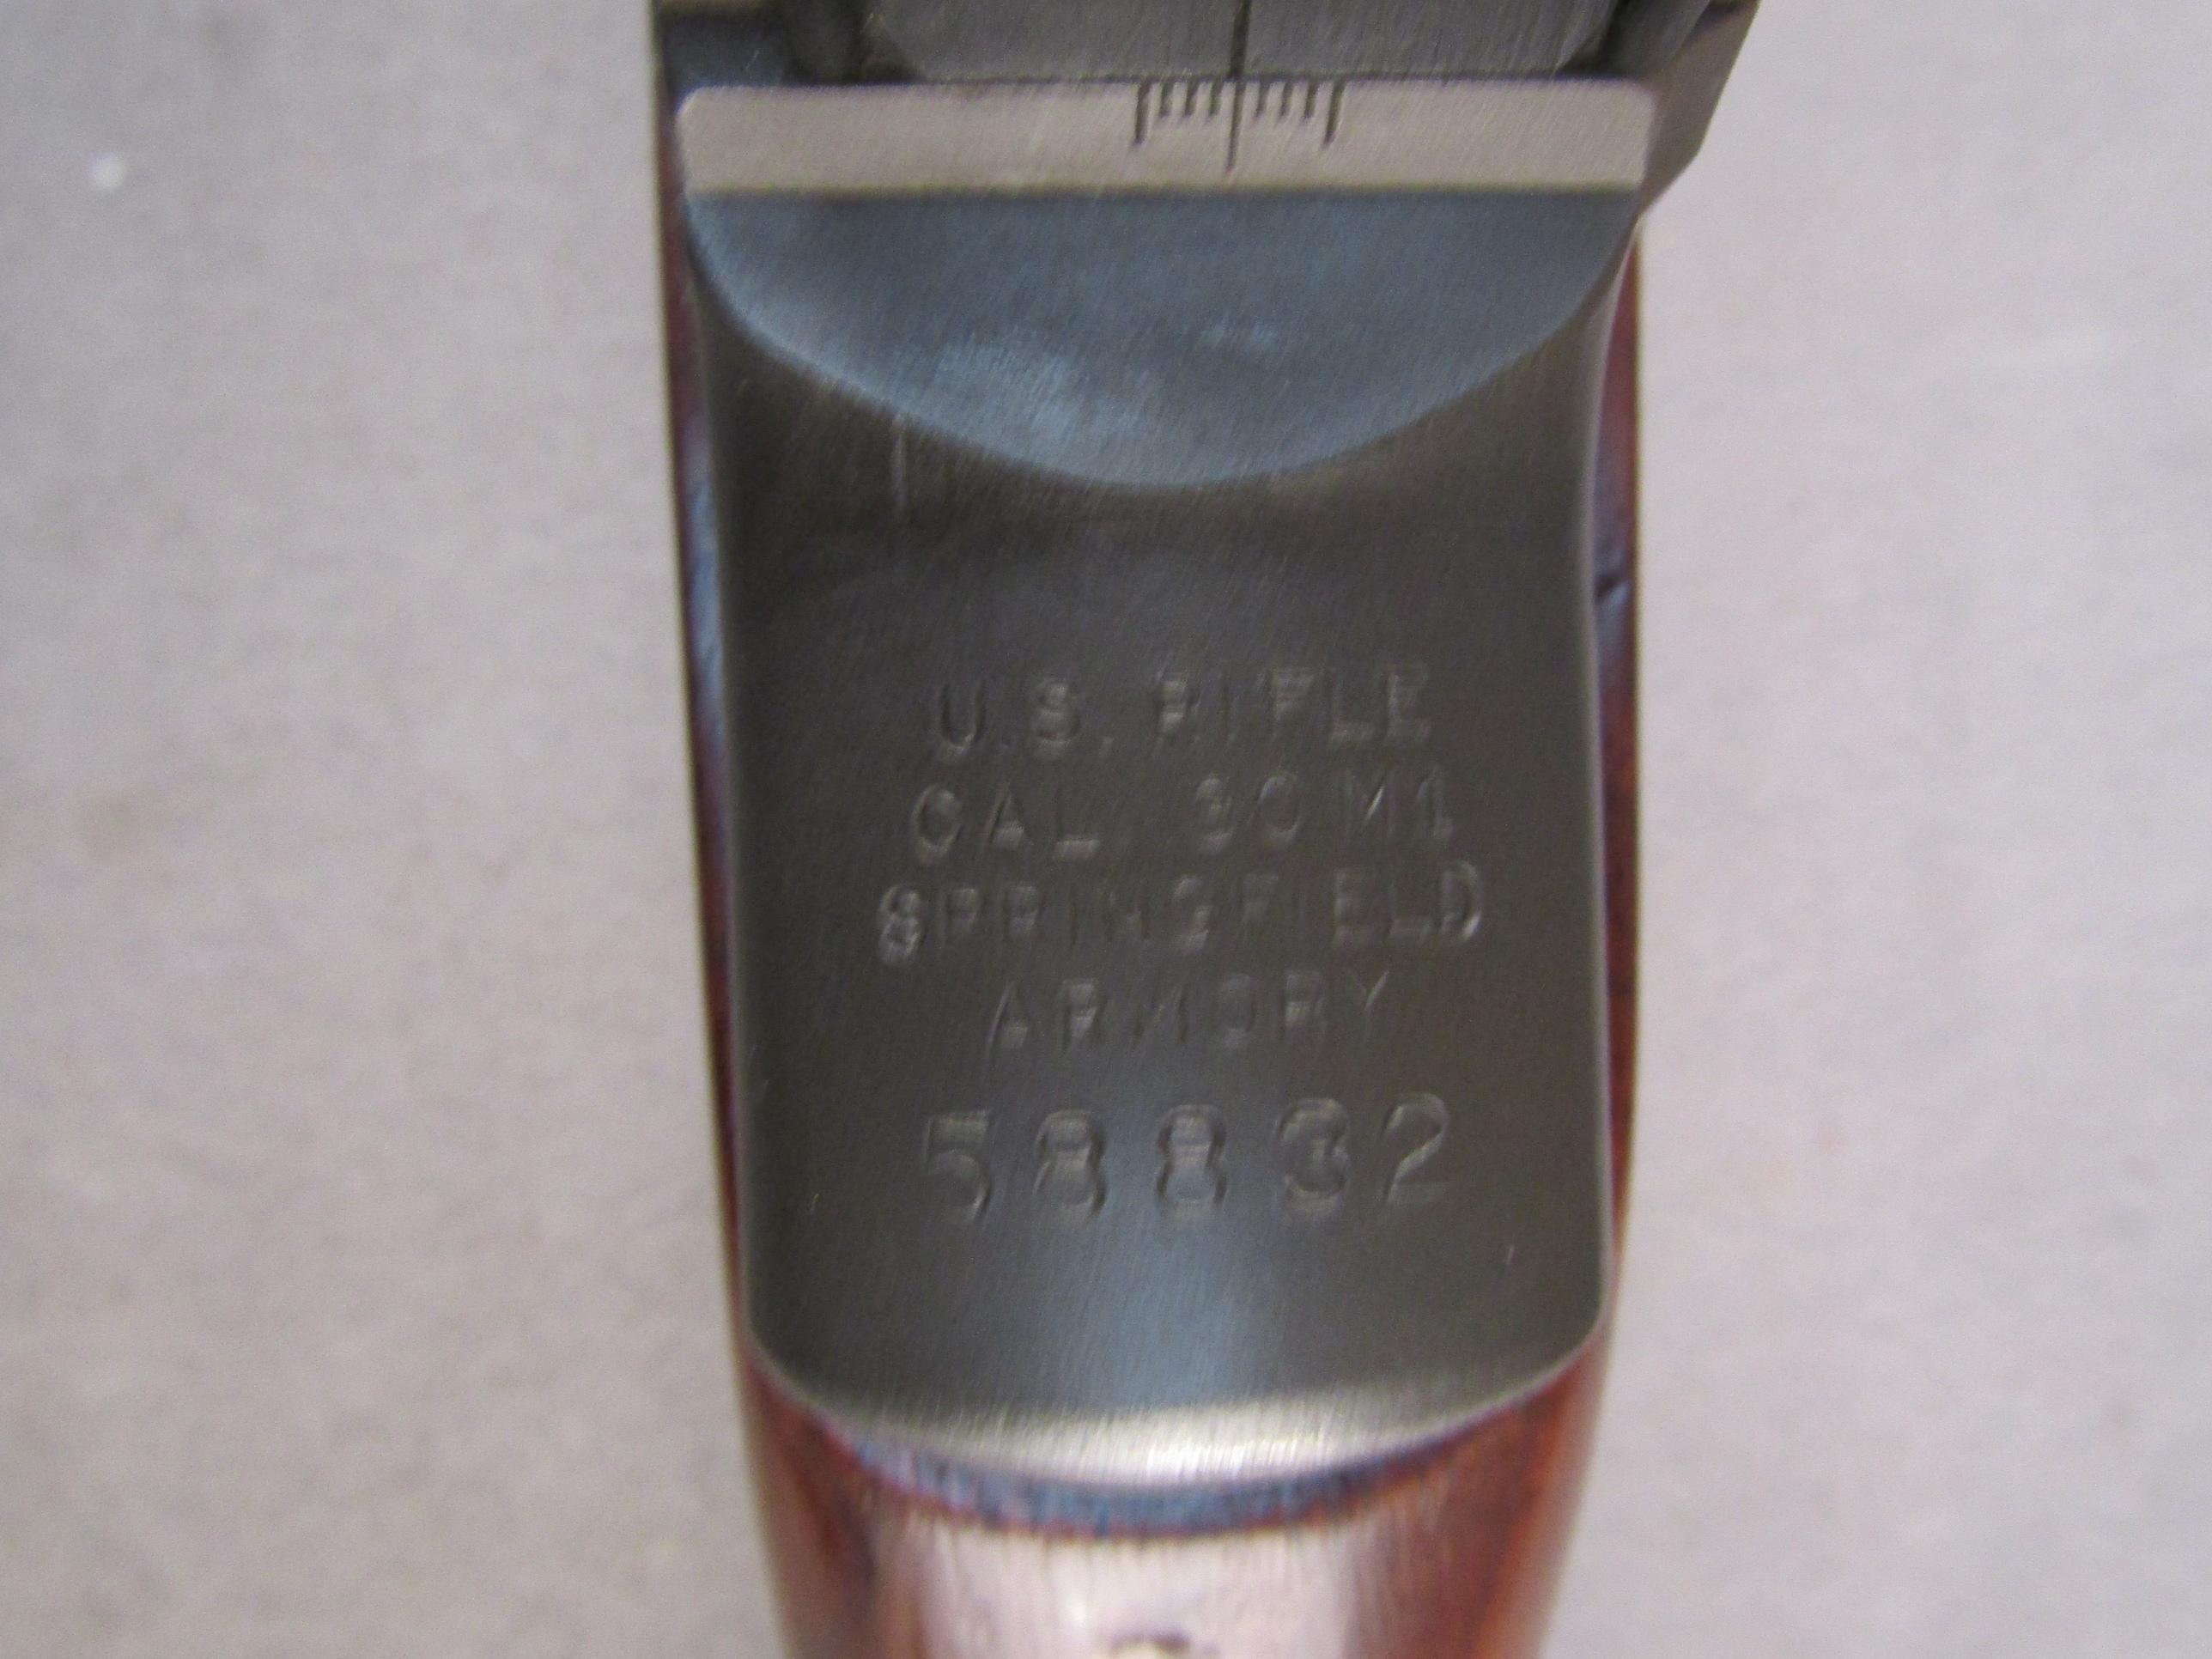 U.S. RIFLE
CAL. 30 M1
SPRINGFIELD
ARMORY
58832